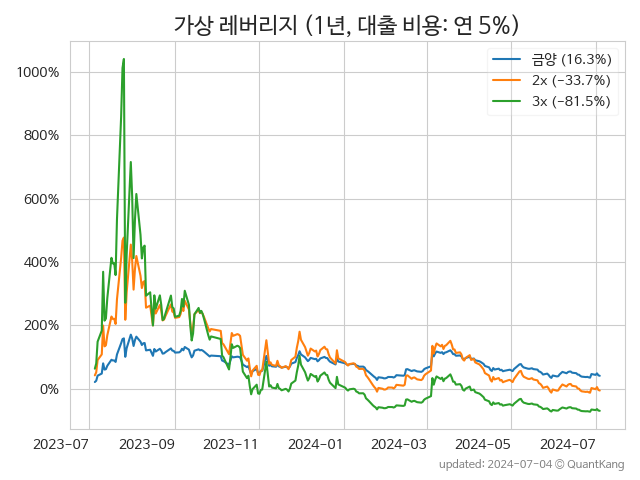 가상 레버리지 (1년, 대출 비용: 연 5%)
금양 (16.3%)
2x (−33.7%)
3x (−81.5%)
1000%
800%
600%
400%
200%
0%
2023-07
2023-09
2023-11
2024-01
2024-03
2024-05
2024-07
updated: 2024-07-04 © QuantKang